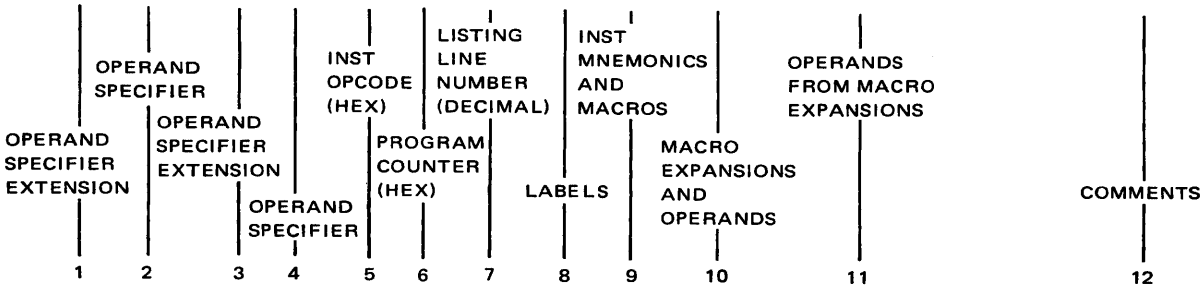 OPERAND
SPECIFIER
EXTENSION
OPERAND
SPECIFIER
OPERAND
SPECIFIER
EXTENSION
OPERAND
SPECIFIER
INST
OPCODE
(HEX)
PROGRAM
COUNTER
(HEX)
LISTING
LINE
NUMBER
(DECIMAL)
LABELS
INST
MNEMONICS
AND
MACROS
MACRO
EXPANSIONS
AND
OPERANDS
OPERANDS
FROM MACRO
EXPANSIONS
COMMENTS
1 2 3 4 5 6 7 8 9 10 11 12